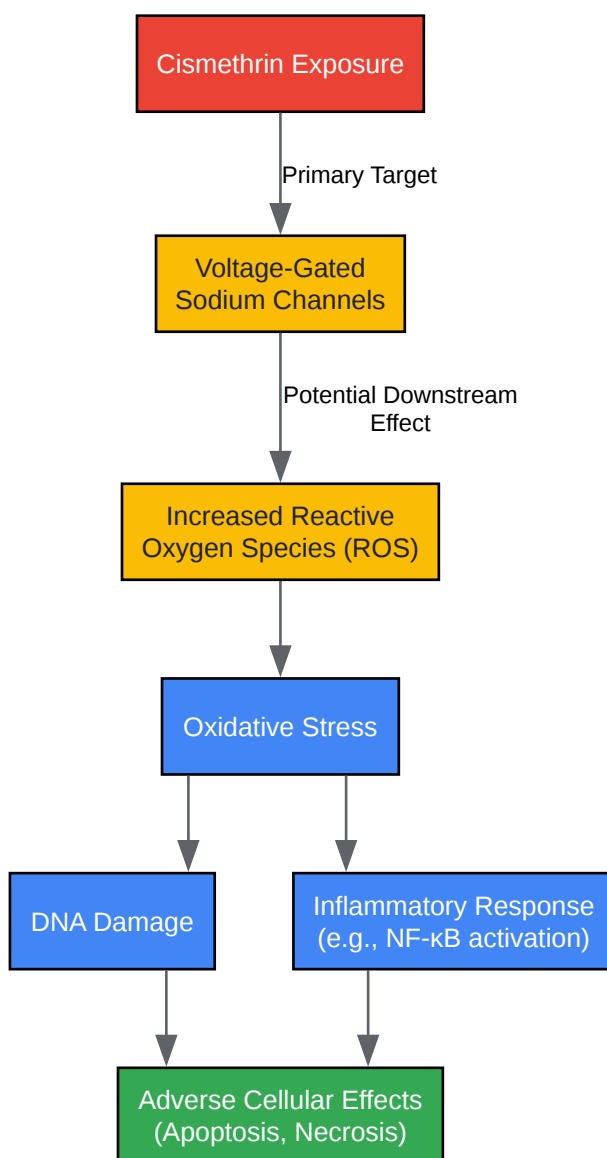 Cismethrin Exposure
Primary Target
Voltage-Gated
Sodium Channels
Potential Downstream
Effect
Increased Reactive
Oxygen Species (ROS)
Oxidative Stress
DNA Damage
Inflammatory Response
(e.g., NF-κB activation)
Adverse Cellular Effects
(Apoptosis, Necrosis)